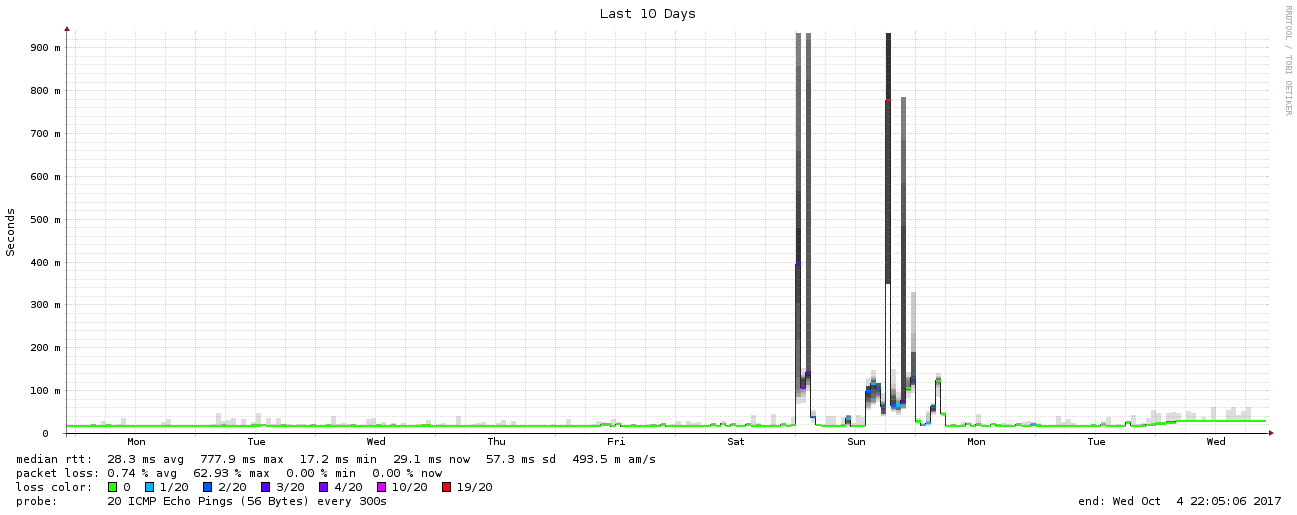 Last 10 Days
RRDTOOL / TOBI OETIKER
Seconds
900 m
800 m
700 m
600 m
500 m
400 m
300 m
200 m
100 m
0
Mon Tue Wed Thu Fri Sat Sun Mon Tue Wed
median rtt: 28.3 ms avg 777.9 ms max 17.2 ms min 29.1 ms now 57.3 ms sd 493.5 m am/s
packet loss: 0.74 % avg 62.93 % max 0.00 % min 0.00 % now
loss color: 0 1/20 2/20 3/20 4/20 10/20 19/20
probe: 20 ICMP Echo Pings (56 Bytes) every 300s end: Wed Oct 4 22:05:06 2017